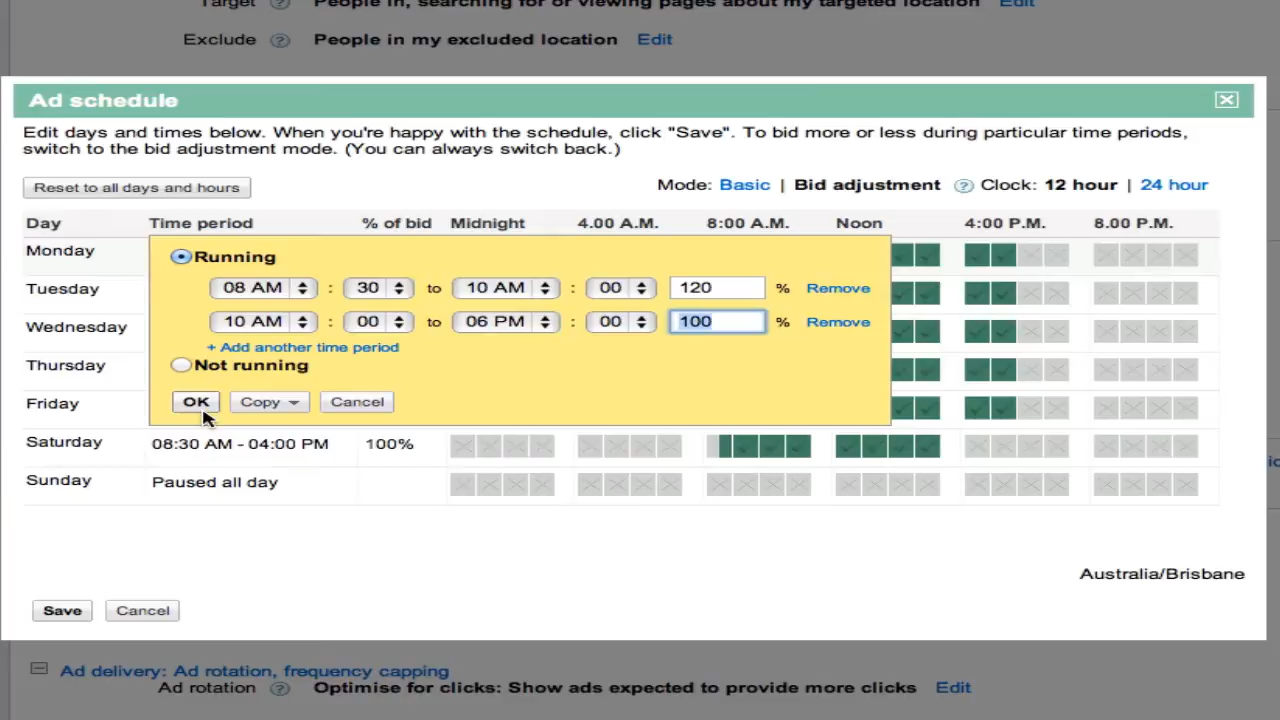 Target ? People in, searching for or viewing pages about my targeted location Edit
Exclude ? People in my excluded location Edit
Ad schedule
Edit days and times below. When you're happy with the schedule, click "Save". To bid more or less during particular time periods,
switch to the bid adjustment mode. (You can always switch back.)
Reset to all days and hours Mode: Basic | Bid adjustment ? Clock: 12 hour | 24 hour
Day Time period % of bid Midnight 4.00 A.M. 8:00 A.M. Noon 4:00 P.M. 8.00 P.M.
Monday Running
Tuesday 08 AM : 30 to 10 AM : 00 120 % Remove
Wednesday 10 AM : 00 to 06 PM : 00 100 % Remove
+ Add another time period
Thursday Not running
Friday OK Copy Cancel
Saturday 08:30 AM - 04:00 PM 100%
Sunday Paused all day
Australia/Brisbane
Save Cancel
Ad delivery: Ad rotation, frequency capping
Ad rotation ? Optimise for clicks: Show ads expected to provide more clicks Edit